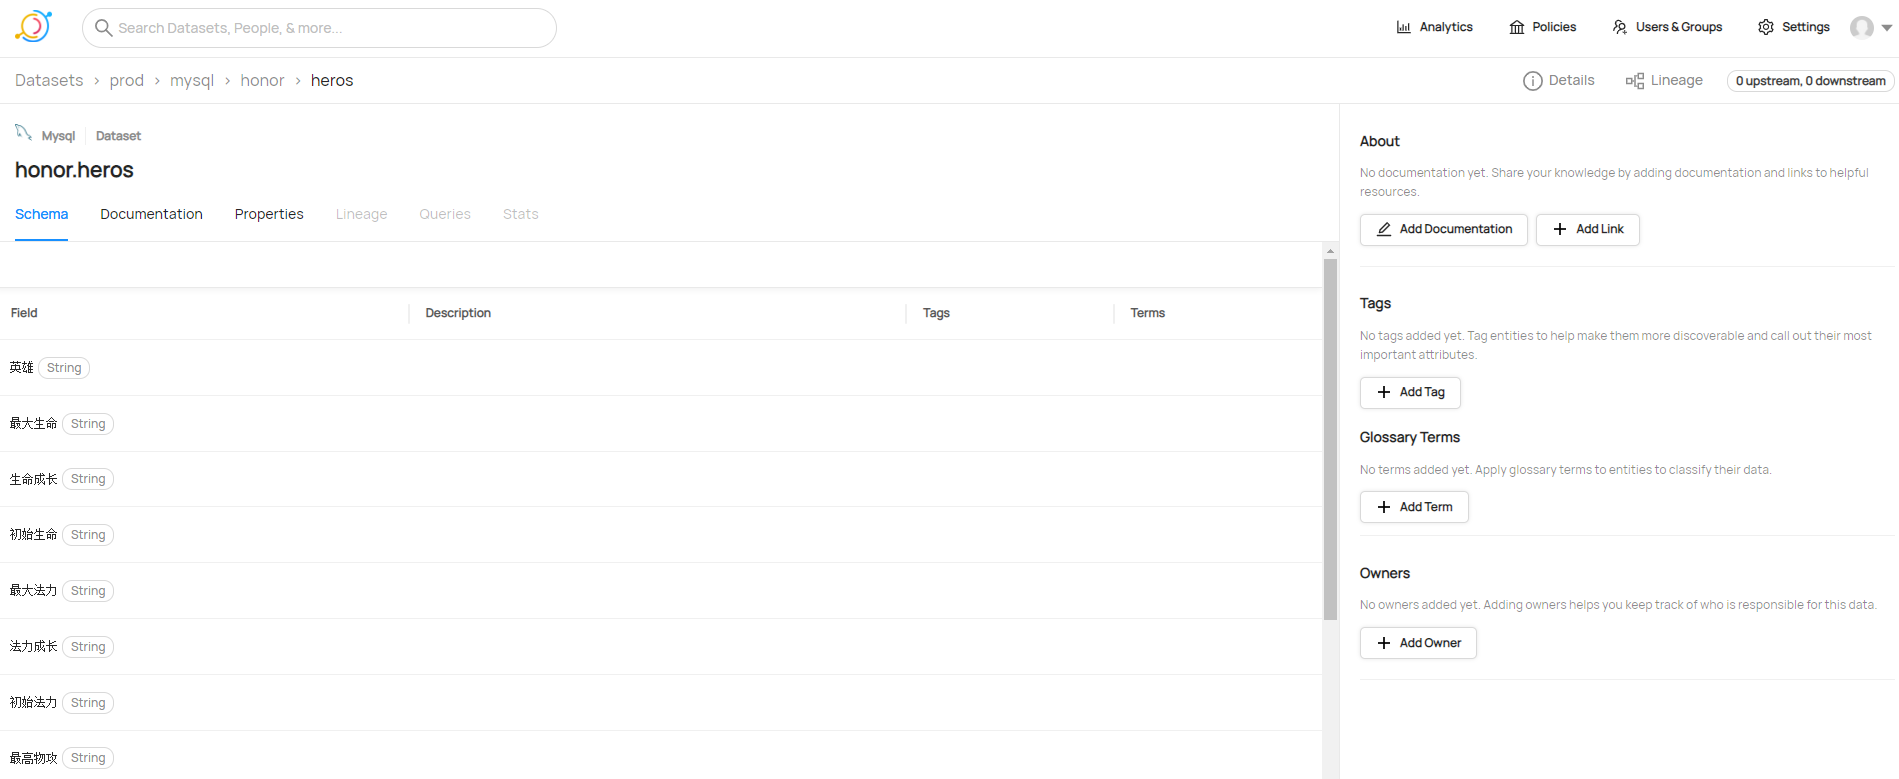 Search Datasets, People, & more...
Analytics
Policies
Users & Groups
Settings
Datasets > prod > mysql > honor > heros
Details
Lineage
0 upstream, 0 downstream
Mysql
Dataset
honor.heros
Schema
Documentation
Properties
Lineage
Queries
Stats
Field
Description
Tags
Terms
英雄 String
最大生命 String
生命成长 String
初始生命 String
最大法力 String
法力成长 String
初始法力 String
最高物攻 String
About
No documentation yet. Share your knowledge by adding documentation and links to helpful
resources.
Add Documentation
Add Link
Tags
No tags added yet. Tag entities to help make them more discoverable and call out their most
important attributes.
Add Tag
Glossary Terms
No terms added yet. Apply glossary terms to entities to classify their data.
Add Term
Owners
No owners added yet. Adding owners helps you keep track of who is responsible for this data.
Add Owner